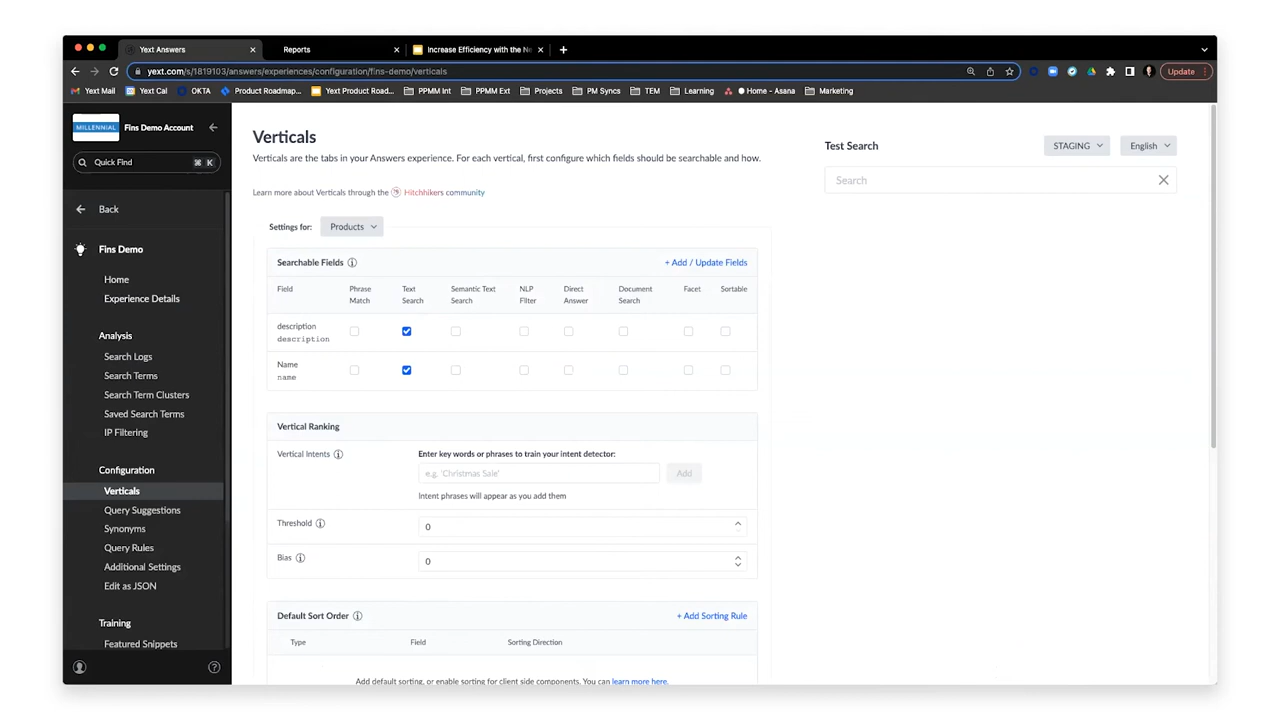 Yext Answers
Reports
Increase Efficiency with the Ne
yext.com/s/1819103/answers/experiences/configuration/fins-demo/verticals
Update
Yext Mail
Yext Cal
OKTA
Product Roadmap...
Yext Product Road...
PPMM Int
PPMM Ext
Projects
PM Syncs
TEM
Learning
Home - Asana
Marketing
MILLENNIAL
Fins Demo Account
Quick Find
⌘ K
Back
Fins Demo
Home
Experience Details
Analysis
Search Logs
Search Terms
Search Term Clusters
Saved Search Terms
IP Filtering
Configuration
Verticals
Query Suggestions
Synonyms
Query Rules
Additional Settings
Edit as JSON
Training
Featured Snippets
Verticals
Verticals are the tabs in your Answers experience. For each vertical, first configure which fields should be searchable and how.
Learn more about Verticals through the Hitchhikers community
Settings for: Products
Searchable Fields
+ Add / Update Fields
Field
Phrase Match
Text Search
Semantic Text Search
NLP Filter
Direct Answer
Document Search
Facet
Sortable
description
description
Name
name
Vertical Ranking
Vertical Intents
Enter key words or phrases to train your intent detector:
e.g. 'Christmas Sale'
Add
Intent phrases will appear as you add them
Threshold
0
Bias
0
Default Sort Order
+ Add Sorting Rule
Type
Field
Sorting Direction
Add default sorting, or enable sorting for client side components. You can learn more here.
Test Search
STAGING
English
Search